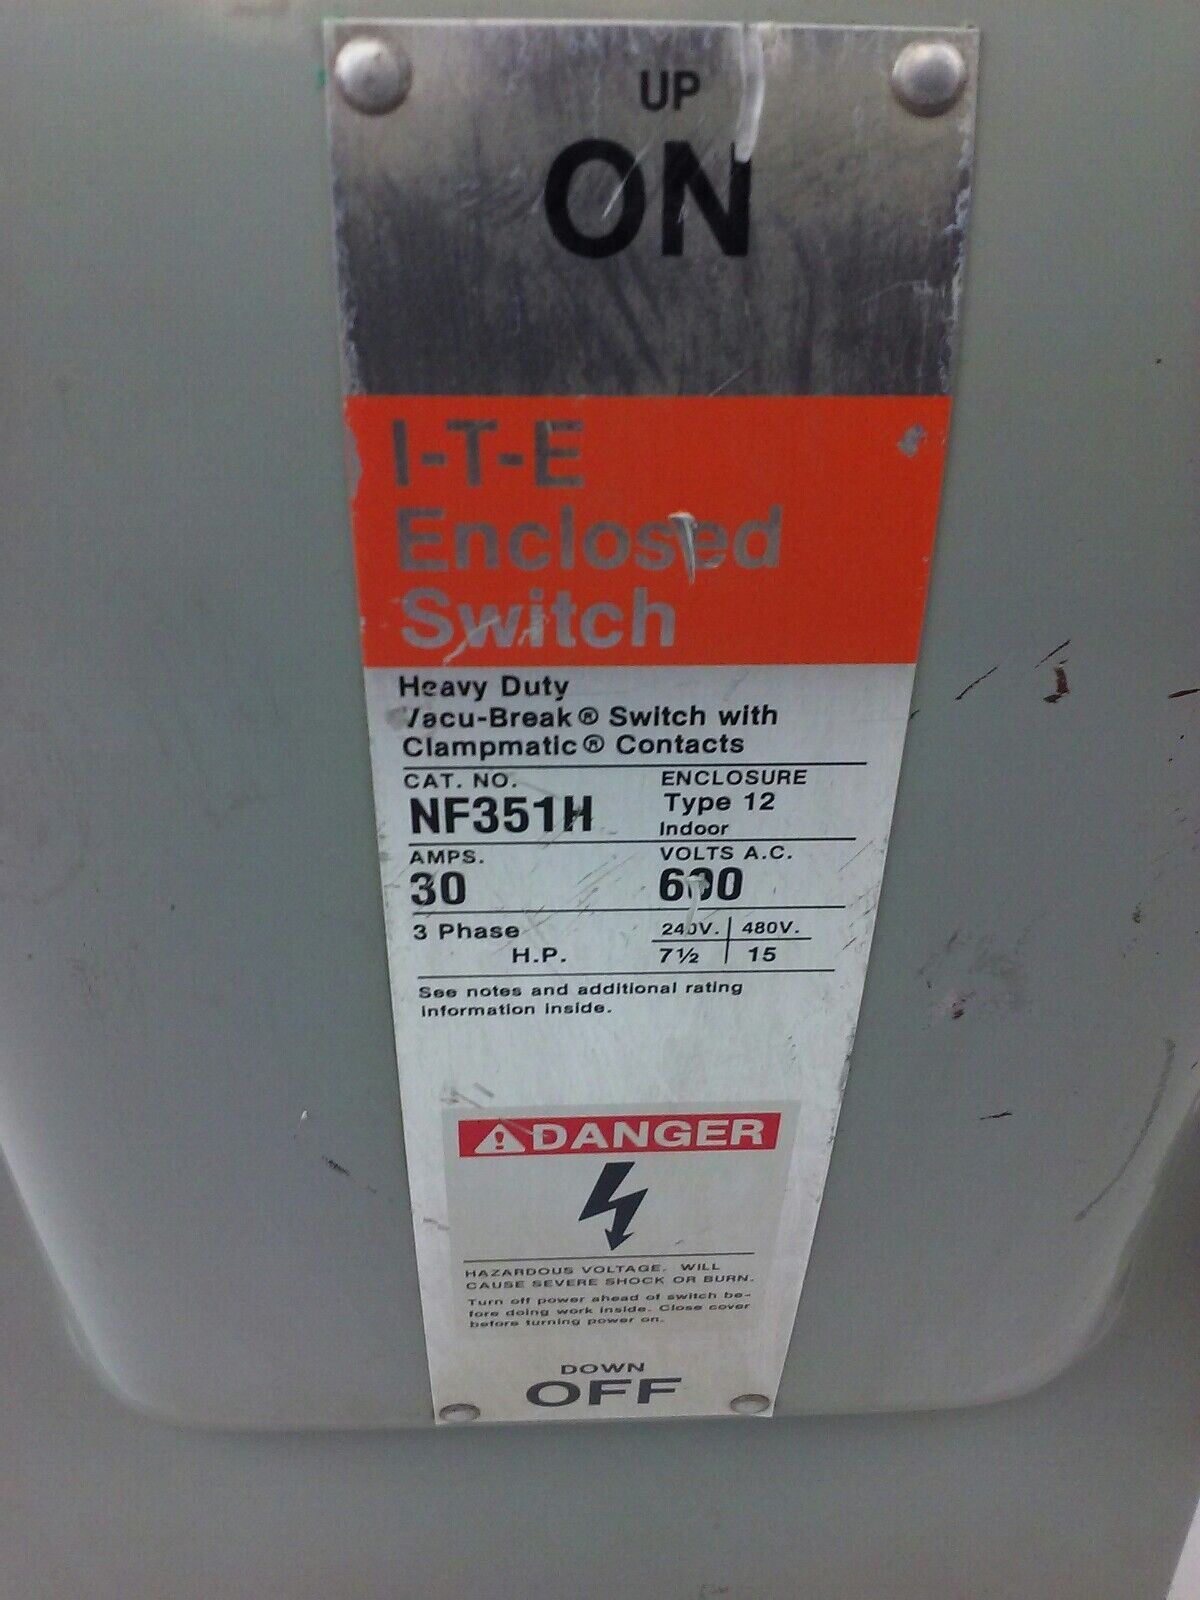 UP
ON
I-T-E
Enclosed
Switch
Heavy Duty
Vacu-Break® Switch with
Clampmatic® Contacts
CAT. NO. ENCLOSURE
NF351H Type 12
Indoor
AMPS. VOLTS A.C.
30 600
3 Phase 240V. 480V.
H.P. 7½ 15
See notes and additional rating
information inside.
DANGER
HAZARDOUS VOLTAGE. WILL
CAUSE SEVERE SHOCK OR BURN.
Turn off power ahead of switch be-
fore doing work inside. Close cover
before turning power on.
DOWN
OFF